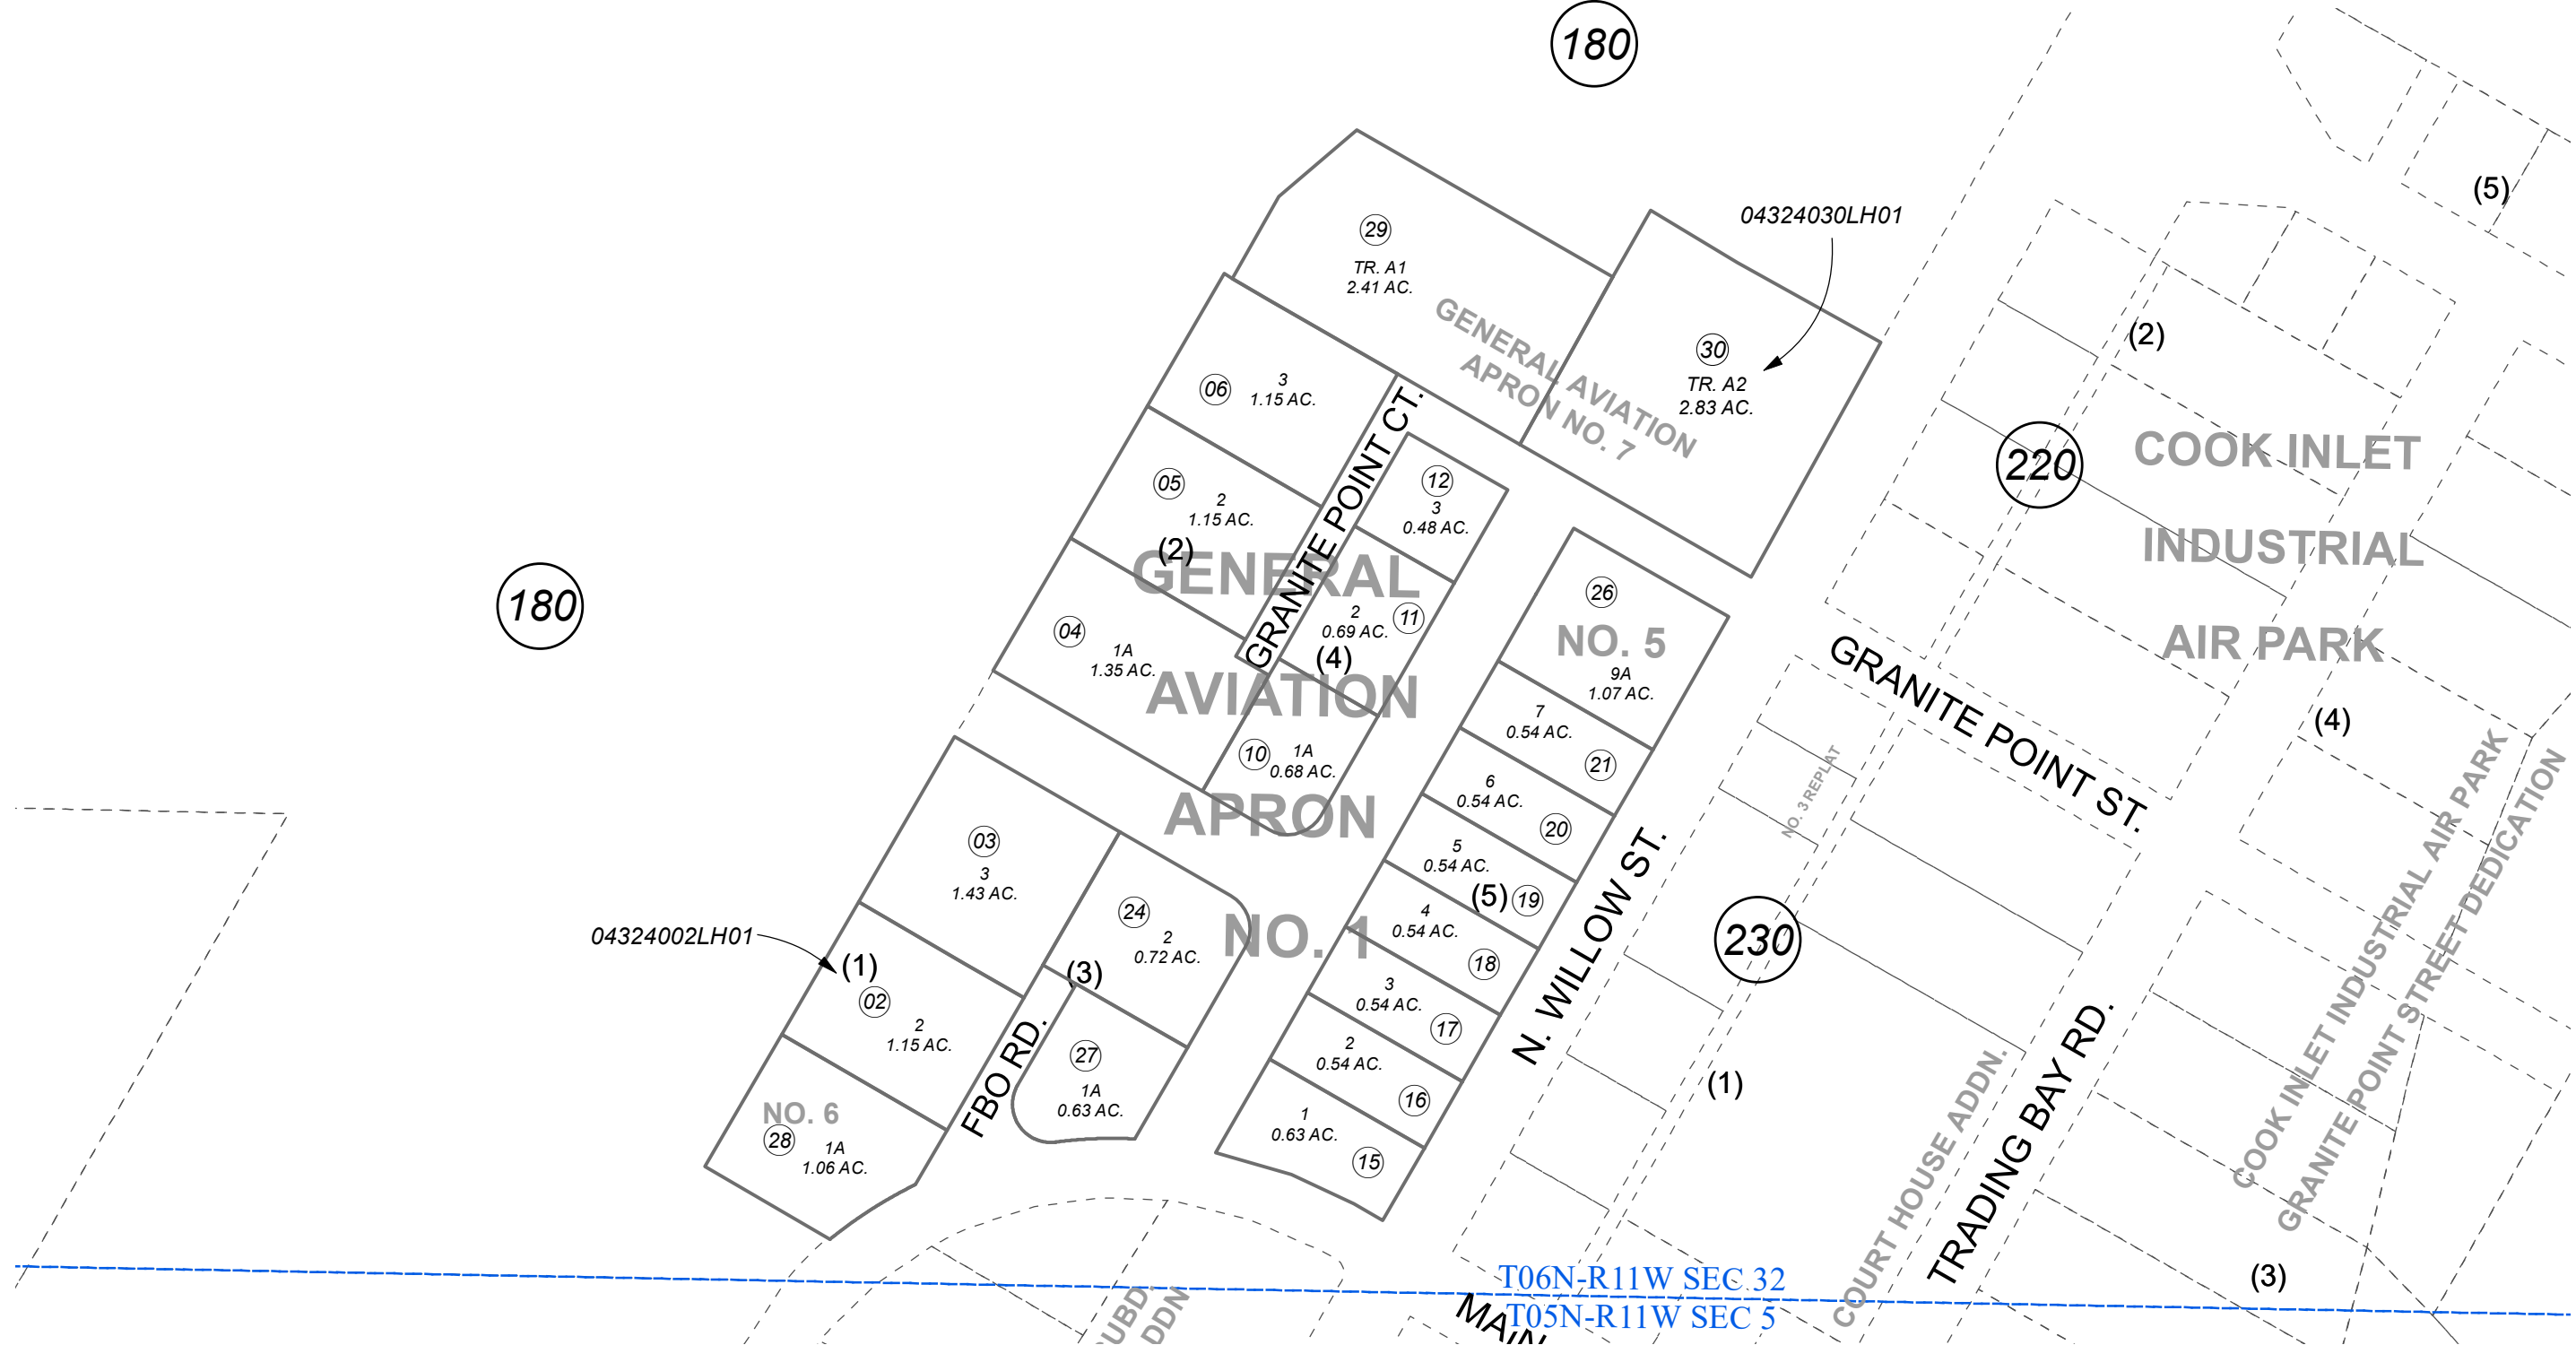 180
(5)
29
TR. A1
2.41 AC.
04324030LH01
30
TR. A2
2.83 AC.
GENERAL AVIATION
APRON NO. 7
06
3
1.15 AC.
05
2
1.15 AC.
(2)
04
1A
1.35 AC.
GRANITE POINT CT.
12
3
0.48 AC.
11
2
0.69 AC.
(4)
10
1A
0.68 AC.
GENERAL
AVIATION
APRON
NO. 1
180
26
NO. 5
9A
1.07 AC.
7
0.54 AC.
21
6
0.54 AC.
20
5
0.54 AC.
(5)
19
4
0.54 AC.
18
3
0.54 AC.
17
2
0.54 AC.
16
1
0.63 AC.
15
03
3
1.43 AC.
24
2
0.72 AC.
(3)
04324002LH01
(1)
02
2
1.15 AC.
27
1A
0.63 AC.
FBO RD.
NO. 6
28
1A
1.06 AC.
N. WILLOW ST.
(2)
220
COOK INLET
INDUSTRIAL
AIR PARK
GRANITE POINT ST.
(4)
NO. 3 REPLAT
230
(1)
COURT HOUSE ADDN.
TRADING BAY RD.
COOK INLET INDUSTRIAL AIR PARK
GRANITE POINT STREET DEDICATION
(3)
T06N-R11W SEC 32
T05N-R11W SEC 5
MAIN